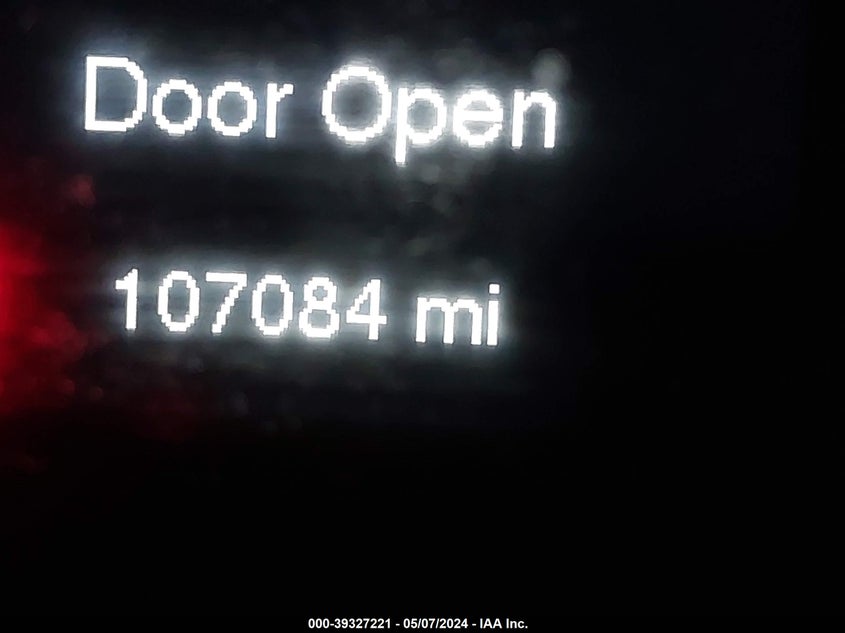 Door Open
107084 mi
000-39327221 - 05/07/2024 - IAA Inc.